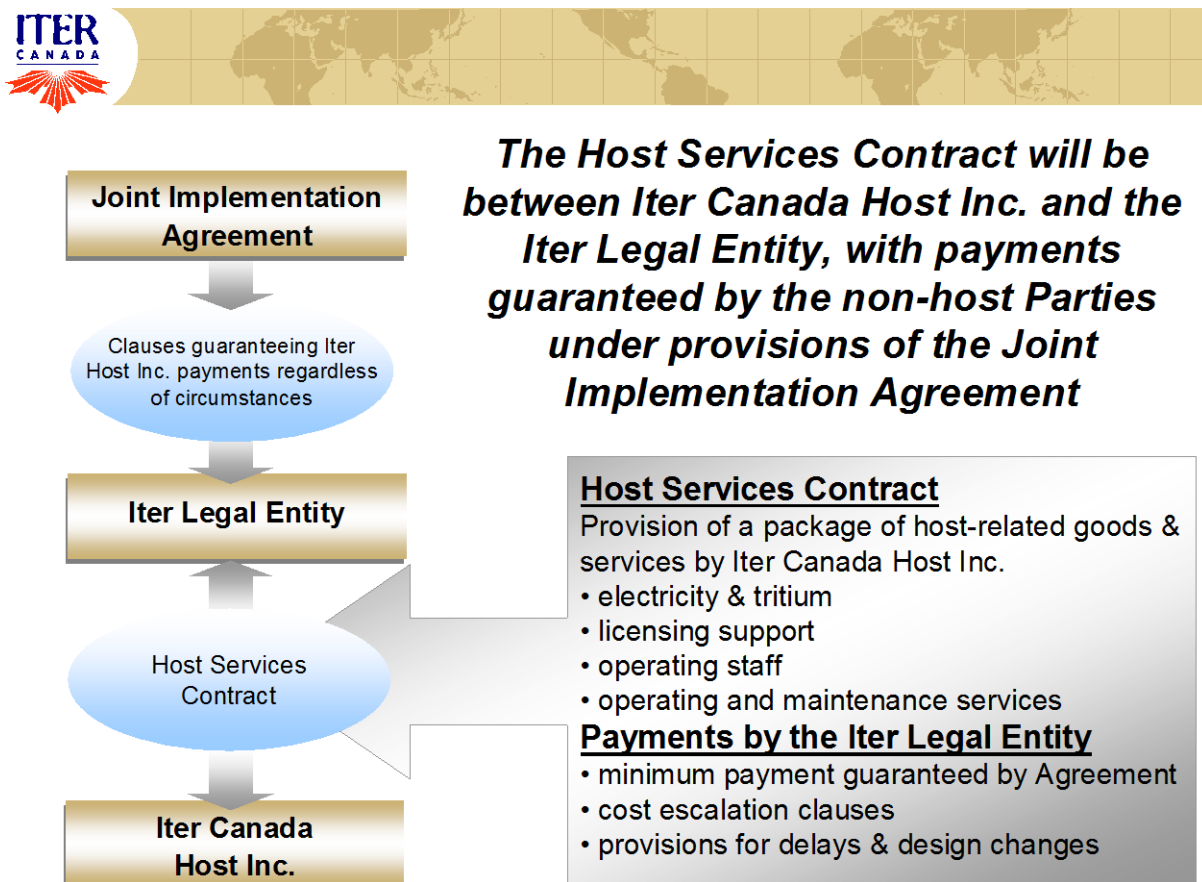 ITER
CANADA
The Host Services Contract will be
between Iter Canada Host Inc. and the
Iter Legal Entity, with payments
guaranteed by the non-host Parties
under provisions of the Joint
Implementation Agreement
Joint Implementation
Agreement
Clauses guaranteeing Iter
Host Inc. payments regardless
of circumstances
Iter Legal Entity
Host Services
Contract
Iter Canada
Host Inc.
Host Services Contract
Provision of a package of host-related goods &
services by Iter Canada Host Inc.
• electricity & tritium
• licensing support
• operating staff
• operating and maintenance services
Payments by the Iter Legal Entity
• minimum payment guaranteed by Agreement
• cost escalation clauses
• provisions for delays & design changes